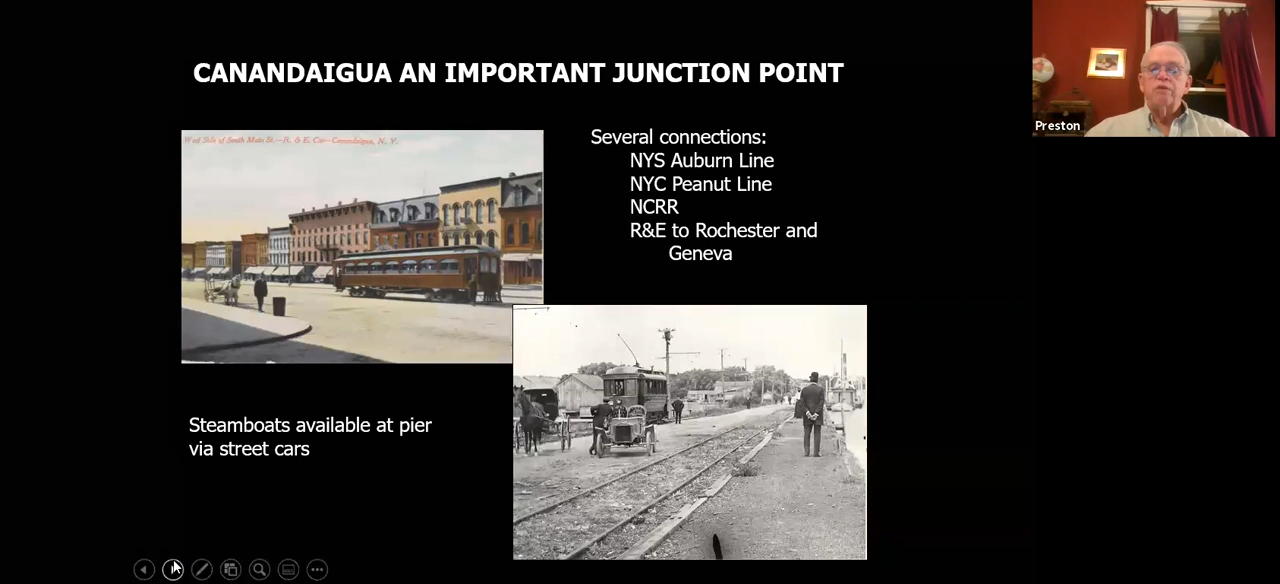 CANANDAIGUA AN IMPORTANT JUNCTION POINT
West Side of South Main St.—R. & E. Car—Canandaigua, N. Y.
Several connections:
NYS Auburn Line
NYC Peanut Line
NCRR
R&E to Rochester and
Geneva
Steamboats available at pier
via street cars
Preston